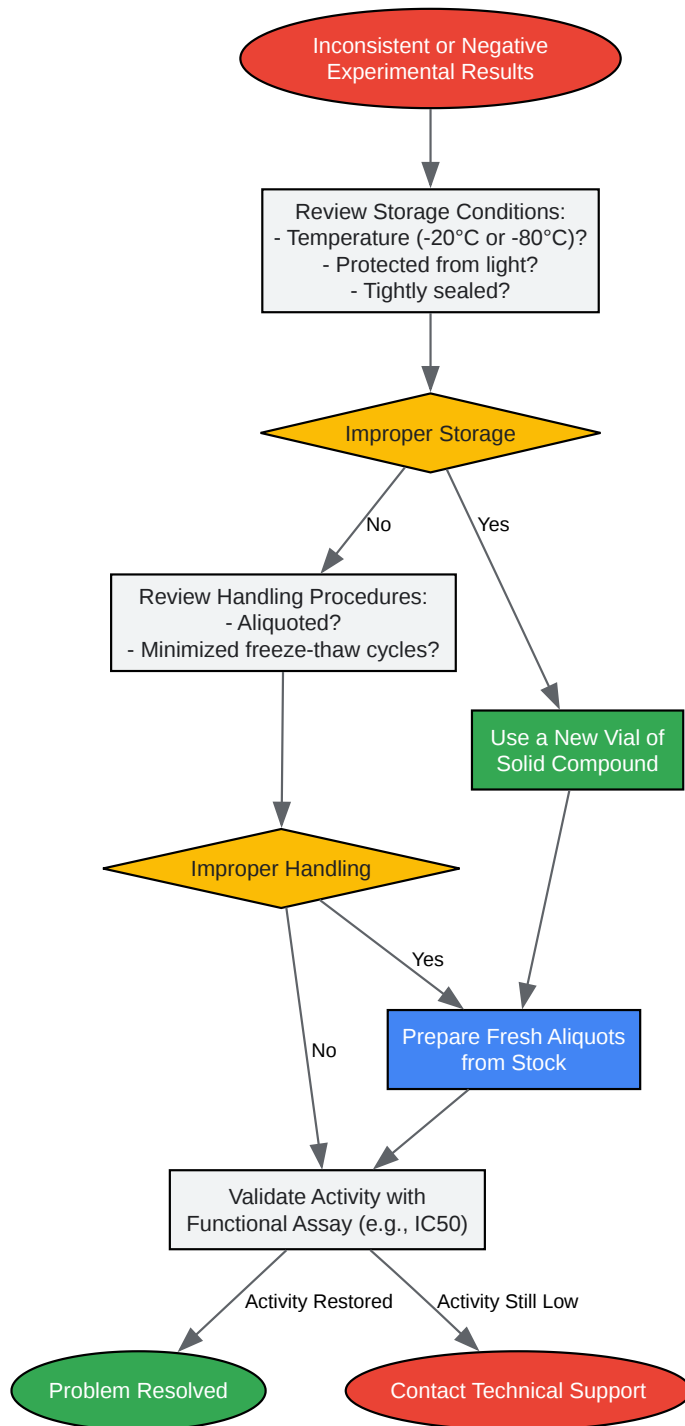 Inconsistent or Negative
Experimental Results
Review Storage Conditions:
- Temperature (-20°C or -80°C)?
- Protected from light?
- Tightly sealed?
Improper Storage
No
Yes
Review Handling Procedures:
- Aliquoted?
- Minimized freeze-thaw cycles?
Use a New Vial of
Solid Compound
Improper Handling
Yes
No
Prepare Fresh Aliquots
from Stock
Validate Activity with
Functional Assay (e.g., IC50)
Activity Restored
Activity Still Low
Problem Resolved
Contact Technical Support